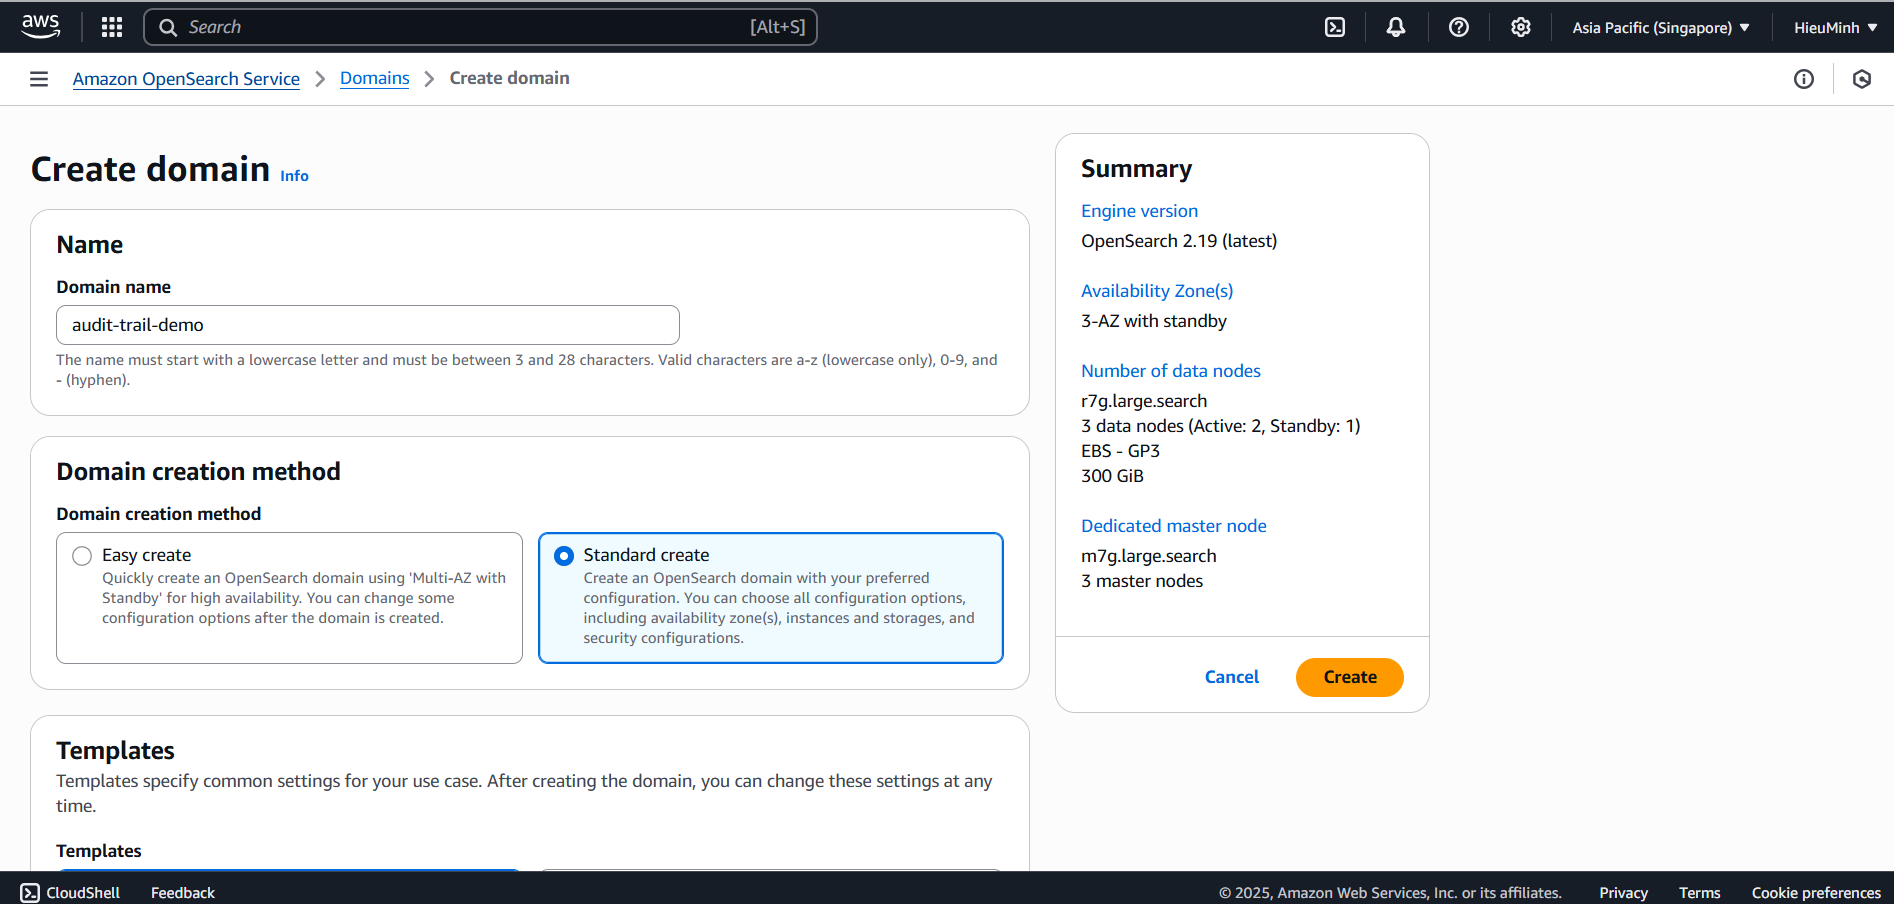 aws
Search
[Alt+S]
Asia Pacific (Singapore)
HieuMinh
Amazon OpenSearch Service
Domains
Create domain
Create domain
Info
Name
Domain name
audit-trail-demo
The name must start with a lowercase letter and must be between 3 and 28 characters. Valid characters are a-z (lowercase only), 0-9, and
- (hyphen).
Domain creation method
Domain creation method
Easy create
Quickly create an OpenSearch domain using 'Multi-AZ with
Standby' for high availability. You can change some
configuration options after the domain is created.
Standard create
Create an OpenSearch domain with your preferred
configuration. You can choose all configuration options,
including availability zone(s), instances and storages, and
security configurations.
Templates
Templates specify common settings for your use case. After creating the domain, you can change these settings at any
time.
Templates
Summary
Engine version
OpenSearch 2.19 (latest)
Availability Zone(s)
3-AZ with standby
Number of data nodes
r7g.large.search
3 data nodes (Active: 2, Standby: 1)
EBS - GP3
300 GiB
Dedicated master node
m7g.large.search
3 master nodes
Cancel
Create
CloudShell
Feedback
© 2025, Amazon Web Services, Inc. or its affiliates.
Privacy
Terms
Cookie preferences